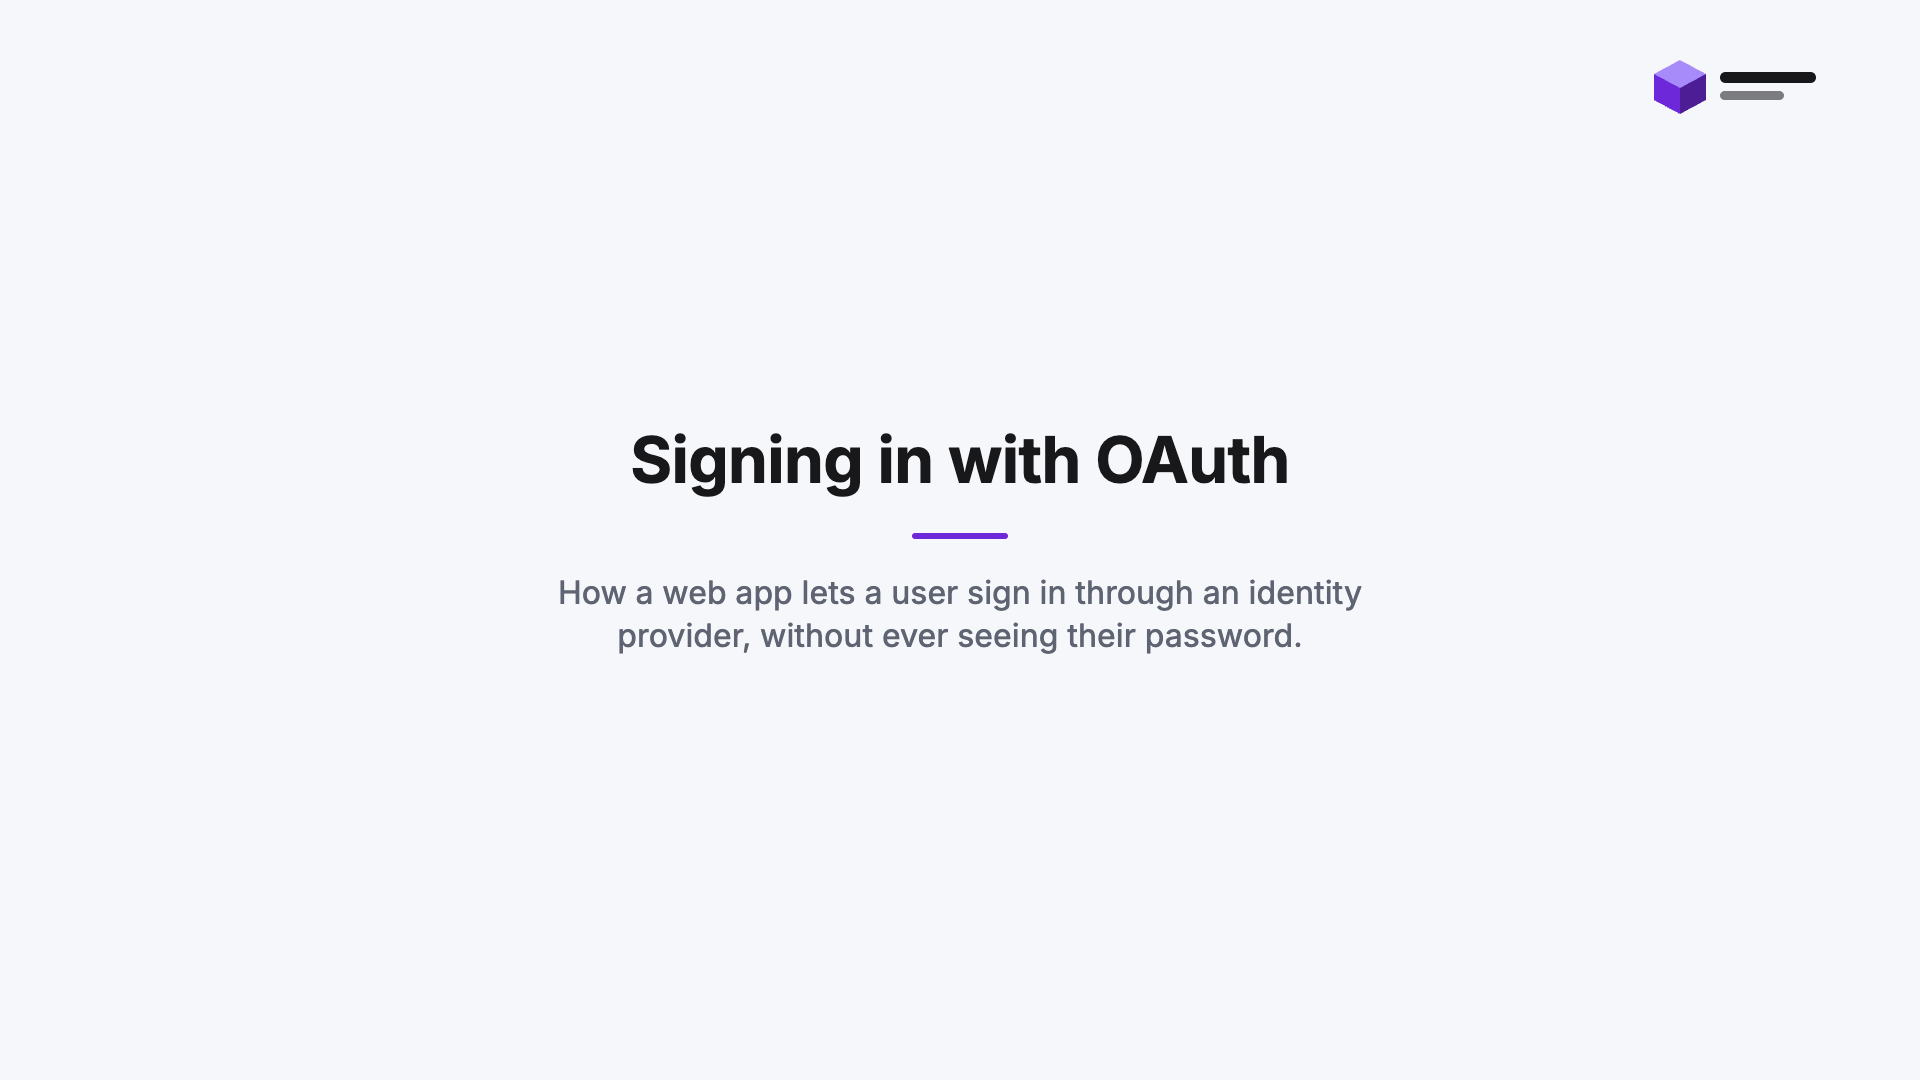 Signing in with OAuth
How a web app lets a user sign in through an identity
provider, without ever seeing their password.